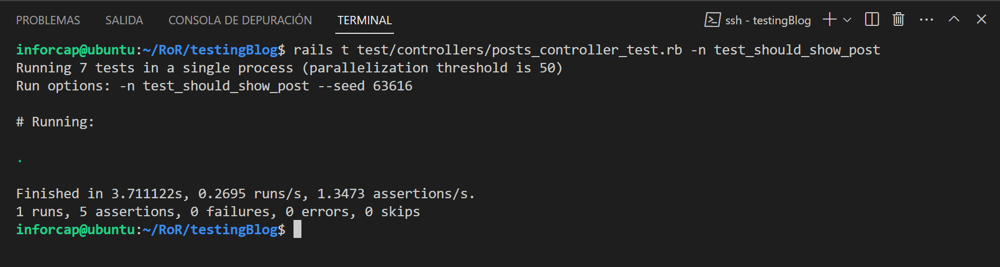 PROBLEMAS SALIDA CONSOLA DE DEPURACIÓN TERMINAL ssh - testingBlog
inforcap@ubuntu:~/RoR/testingBlog$ rails t test/controllers/posts_controller_test.rb -n test_should_show_post
Running 7 tests in a single process (parallelization threshold is 50)
Run options: -n test_should_show_post --seed 63616
# Running:
.
Finished in 3.711122s, 0.2695 runs/s, 1.3473 assertions/s.
1 runs, 5 assertions, 0 failures, 0 errors, 0 skips
inforcap@ubuntu:~/RoR/testingBlog$